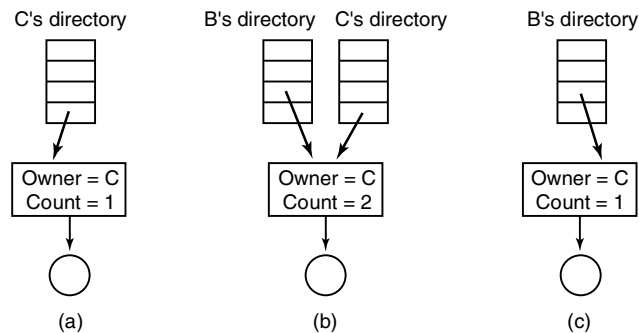 C's directory
B's directory C's directory
B's directory
Owner = C
Count = 1
Owner = C
Count = 2
Owner = C
Count = 1
(a)
(b)
(c)